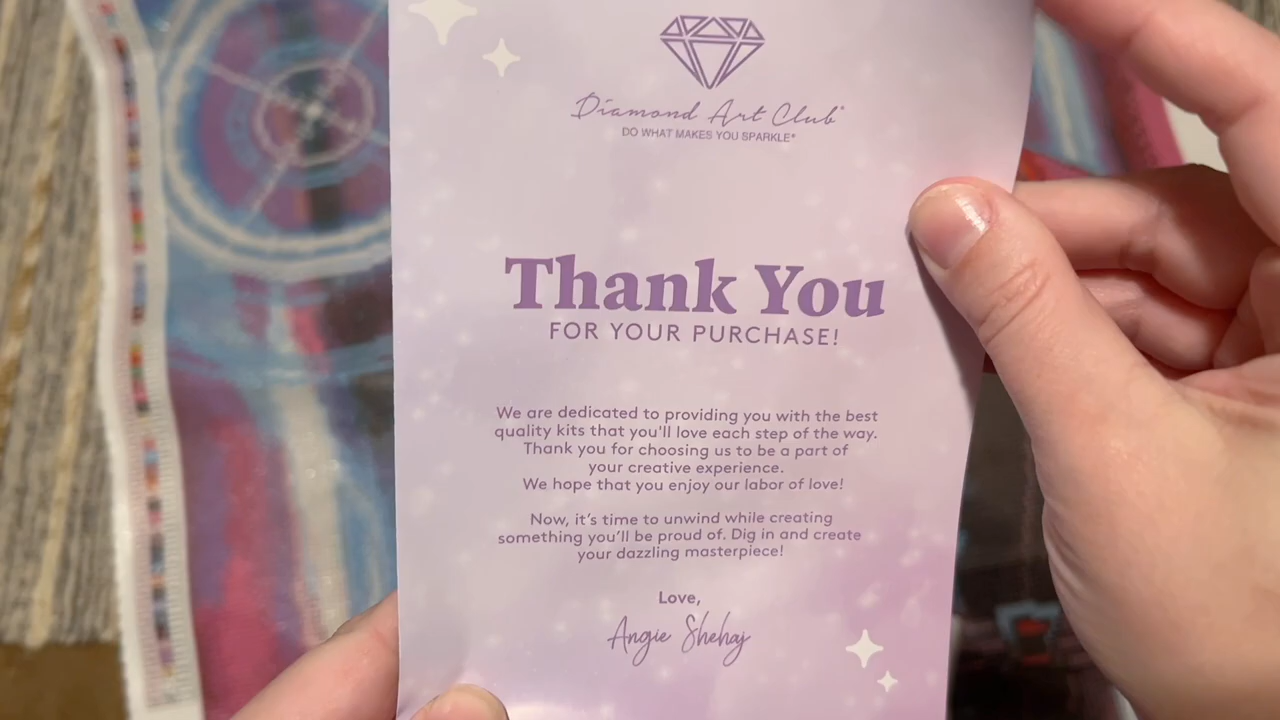 Diamond Art Club®
DO WHAT MAKES YOU SPARKLE®
Thank You
FOR YOUR PURCHASE!
We are dedicated to providing you with the best
quality kits that you'll love each step of the way.
Thank you for choosing us to be a part of
your creative experience.
We hope that you enjoy our labor of love!
Now, it's time to unwind while creating
something you'll be proud of. Dig in and create
your dazzling masterpiece!
Love,
Angie Shehaj